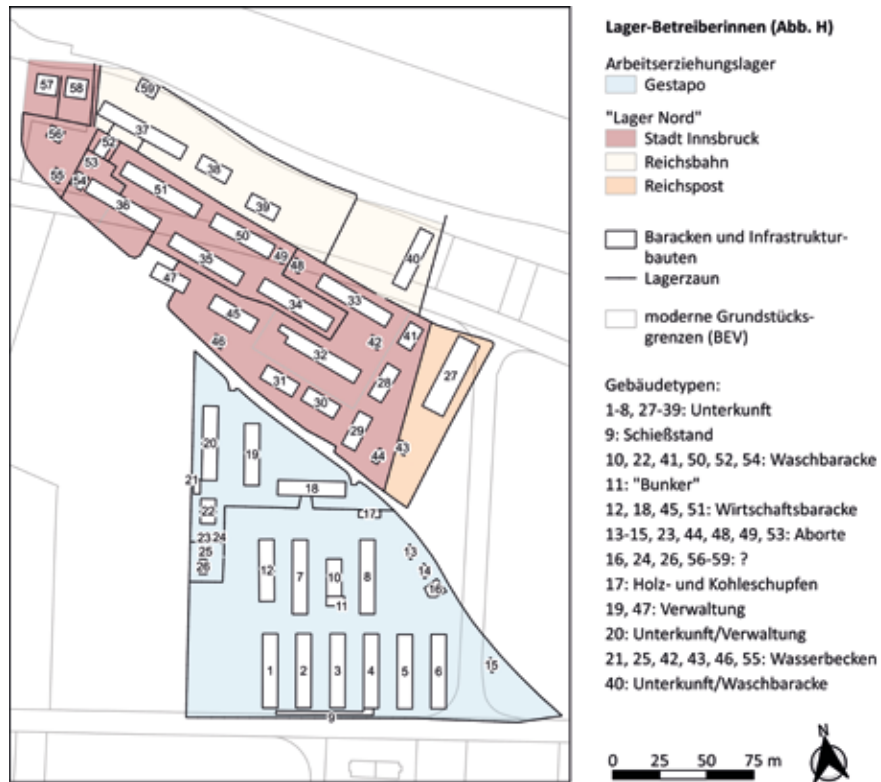 Lager-Betreiberinnen (Abb. H)
Arbeitserziehungslager
Gestapo
"Lager Nord"
Stadt Innsbruck
Reichsbahn
Reichspost
Baracken und Infrastruktur-
bauten
Lagerzaun
moderne Grundstücks-
grenzen (BEV)
Gebäudetypen:
1-8, 27-39: Unterkunft
9: Schießstand
10, 22, 41, 50, 52, 54: Waschbaracke
11: "Bunker"
12, 18, 45, 51: Wirtschaftsbaracke
13-15, 23, 44, 48, 49, 53: Aborte
16, 24, 26, 56-59: ?
17: Holz- und Kohleschupfen
19, 47: Verwaltung
20: Unterkunft/Verwaltung
21, 25, 42, 43, 46, 55: Wasserbecken
40: Unterkunft/Waschbaracke
N
0 25 50 75 m
57 58 59
37
56 52
38
53
55 54 51
36 39
50
49 48 40
35
47 34 33
45 41
46 32 42
27
31 30 28
29
44 43
20 19
21 18
22 17
23 24
25
26
12 7 10 8 13
14
11 16
1 2 3 4 5 6 15
9